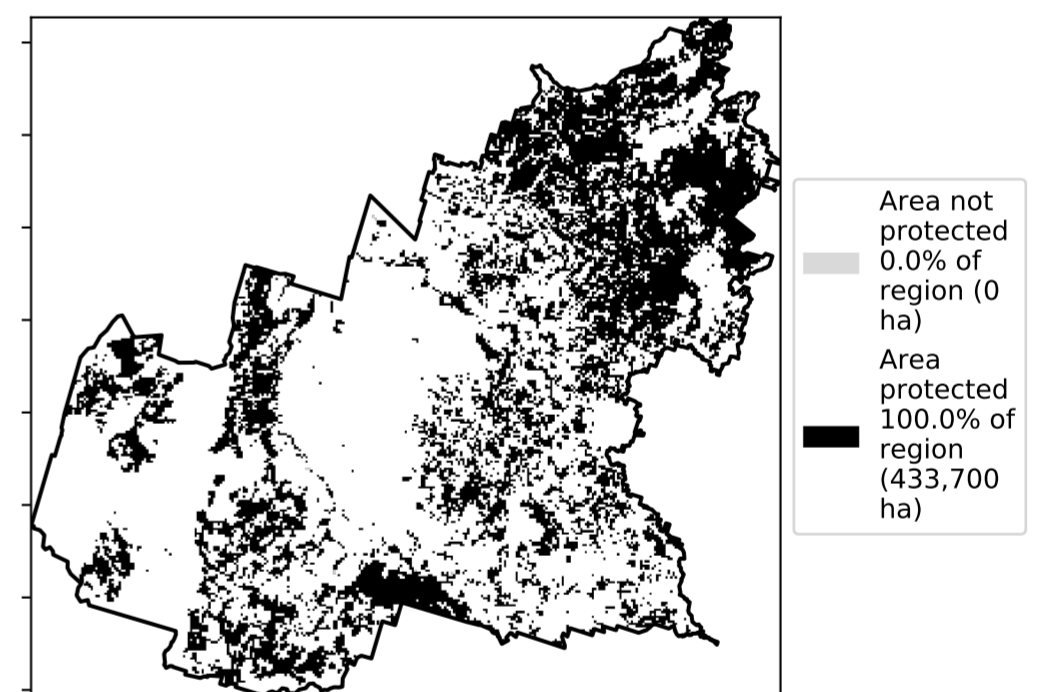 Area not
protected
0.0% of
region (0
ha)
Area
protected
100.0% of
region
(433,700
ha)